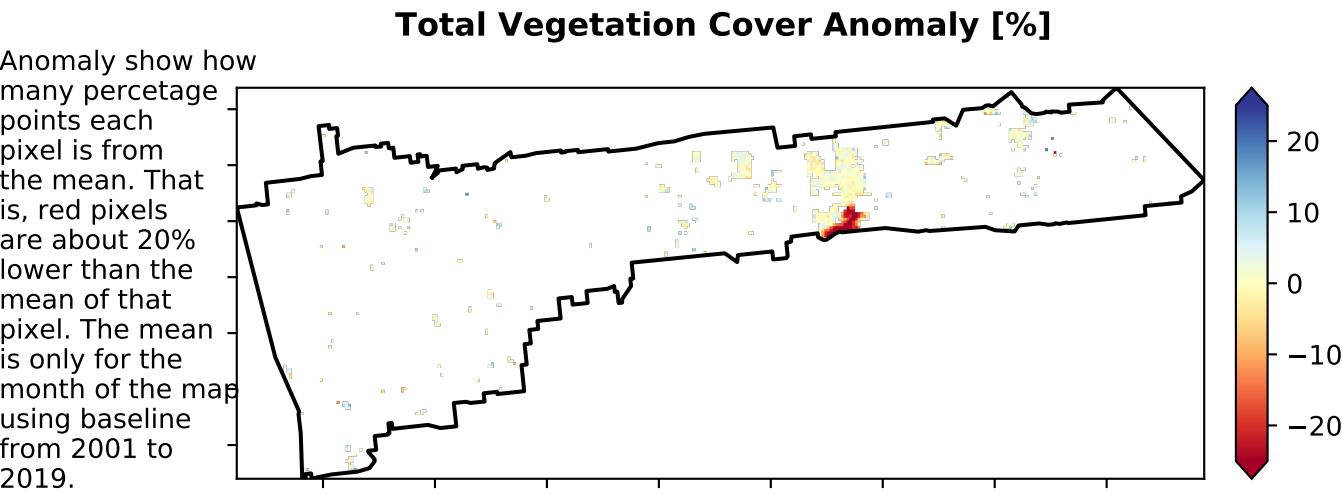 Total Vegetation Cover Anomaly [%]
Anomaly show how
many percetage
points each
pixel is from
the mean. That
is, red pixels
are about 20%
lower than the
mean of that
pixel. The mean
is only for the
month of the map
using baseline
from 2001 to
2019.
20
10
0
−10
−20